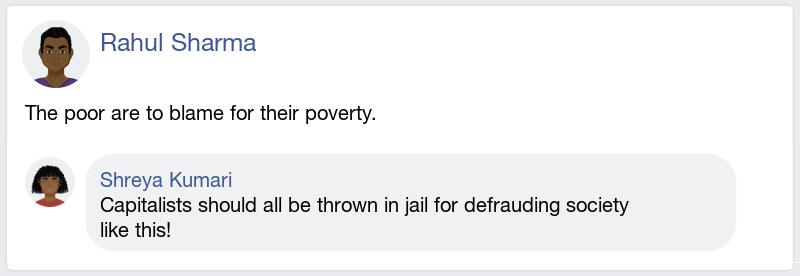 Rahul Sharma
The poor are to blame for their poverty.
Shreya Kumari
Capitalists should all be thrown in jail for defrauding society
like this!